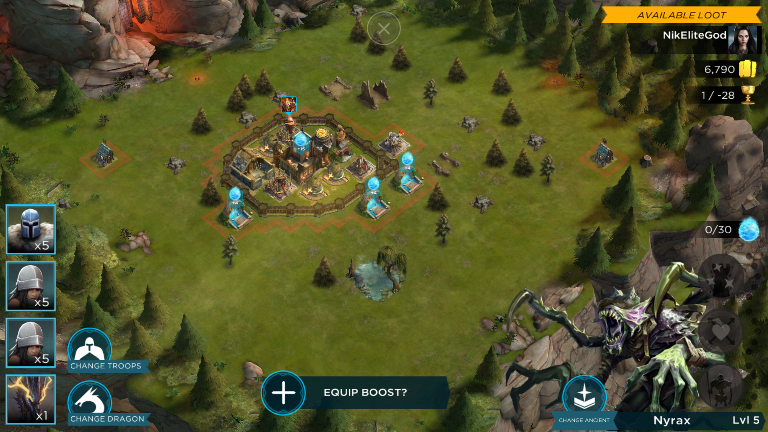 AVAILABLE LOOT
NikEliteGod
6,790
1 / -28
0/30
x5
x5
x5
CHANGE TROOPS
x1
CHANGE DRAGON
EQUIP BOOST?
CHANGE ANCIENT
Nyrax Lvl 5